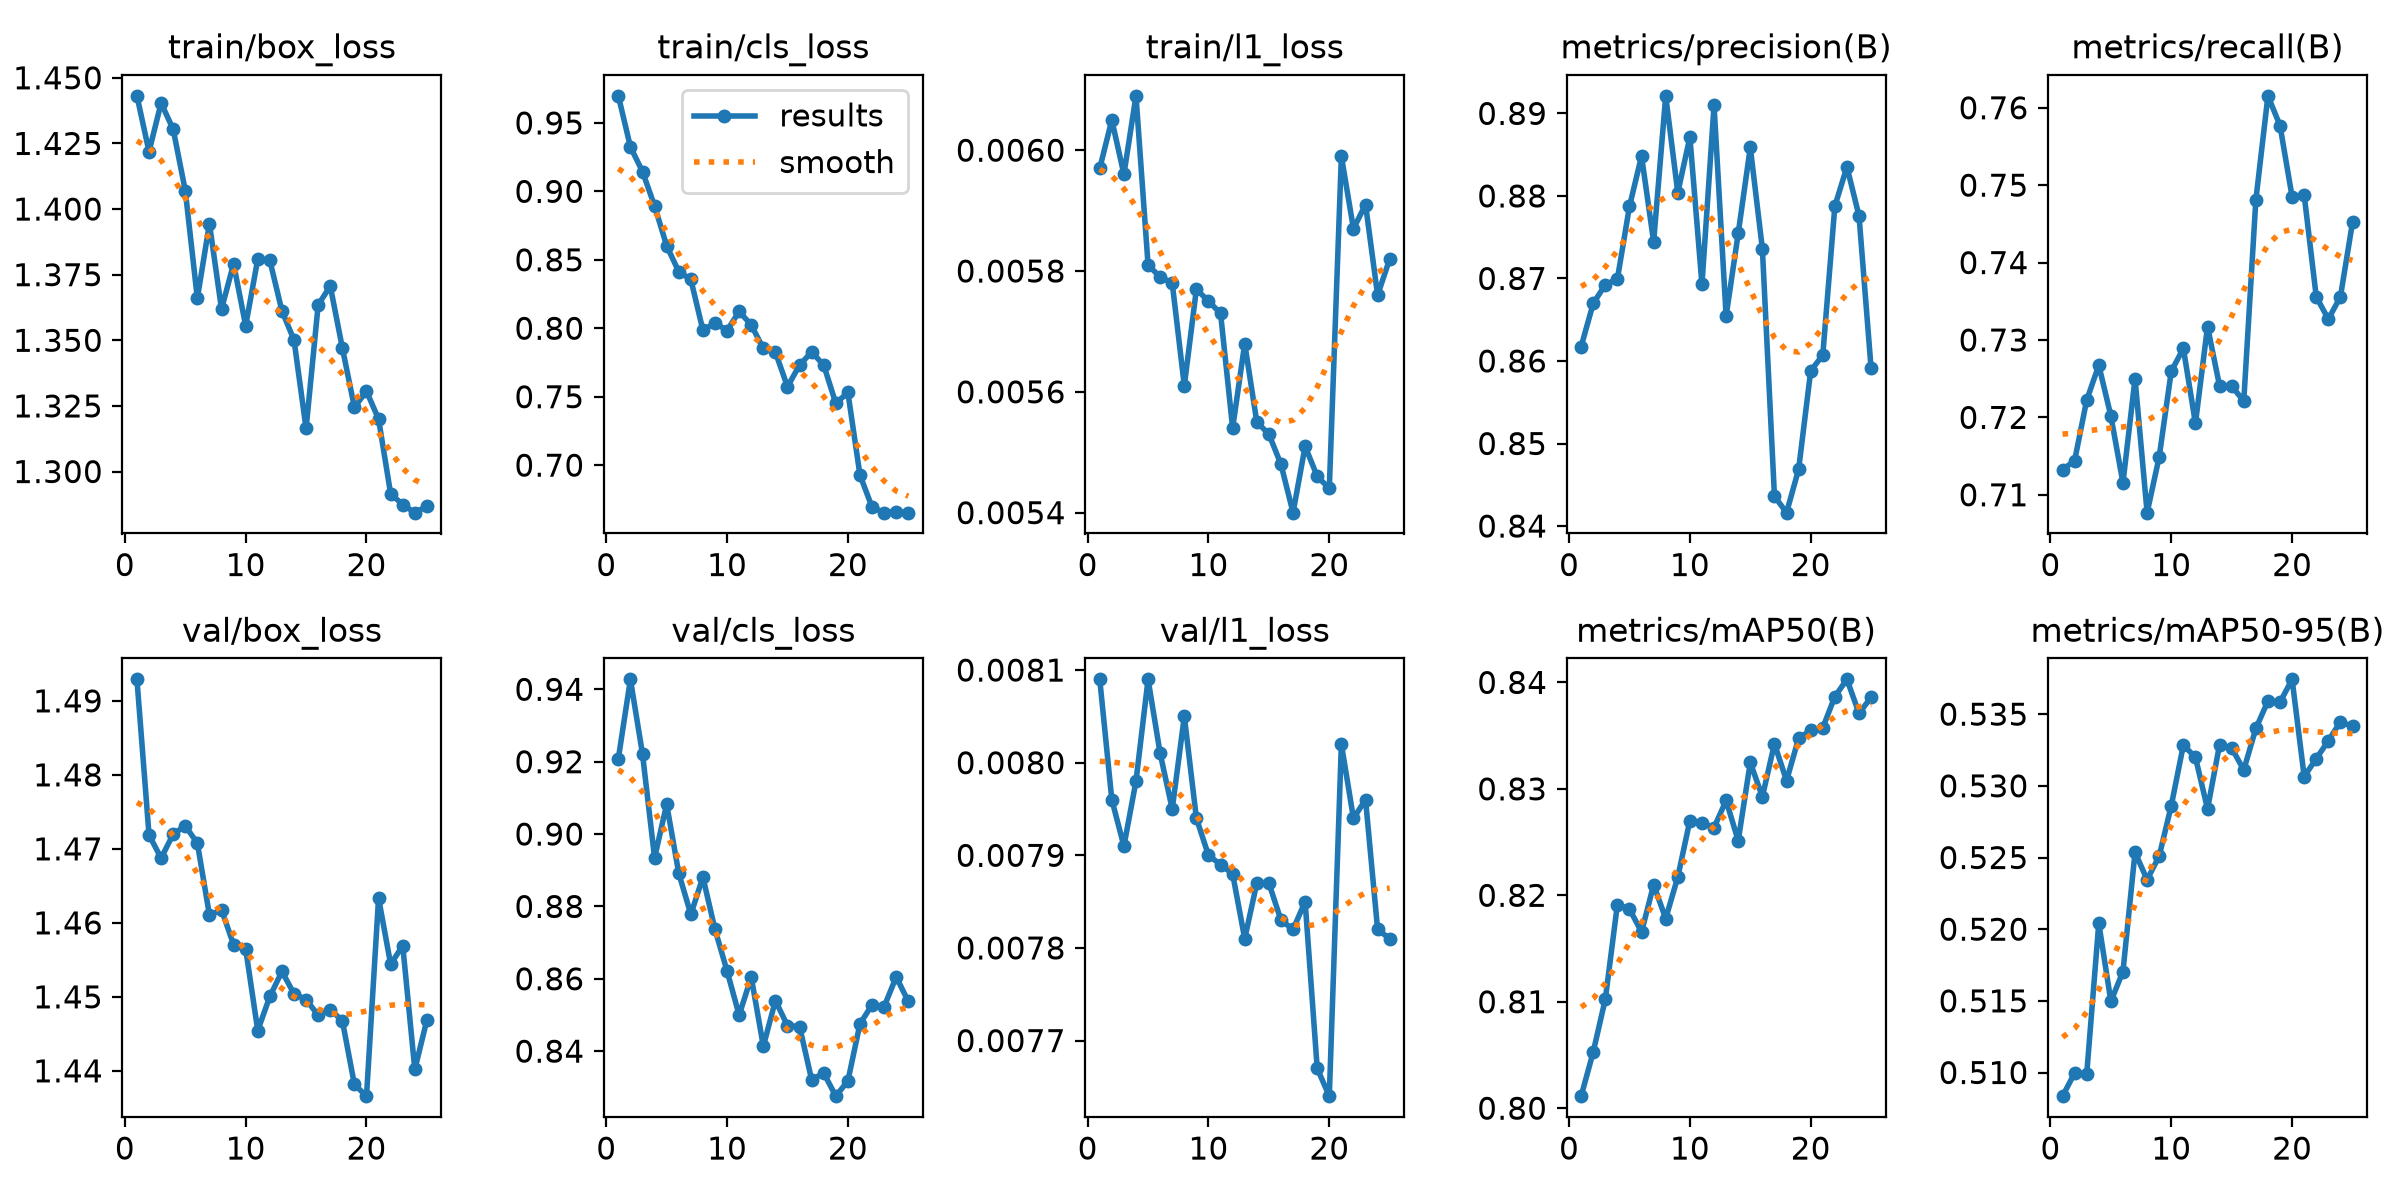 train/box_loss
1.450
1.425
1.400
1.375
1.350
1.325
1.300
0 10 20
train/cls_loss
results
smooth
0.95
0.90
0.85
0.80
0.75
0.70
0 10 20
train/l1_loss
0.0060
0.0058
0.0056
0.0054
0 10 20
metrics/precision(B)
0.89
0.88
0.87
0.86
0.85
0.84
0 10 20
metrics/recall(B)
0.76
0.75
0.74
0.73
0.72
0.71
0 10 20
val/box_loss
1.49
1.48
1.47
1.46
1.45
1.44
0 10 20
val/cls_loss
0.94
0.92
0.90
0.88
0.86
0.84
0 10 20
val/l1_loss
0.0081
0.0080
0.0079
0.0078
0.0077
0 10 20
metrics/mAP50(B)
0.84
0.83
0.82
0.81
0.80
0 10 20
metrics/mAP50-95(B)
0.535
0.530
0.525
0.520
0.515
0.510
0 10 20